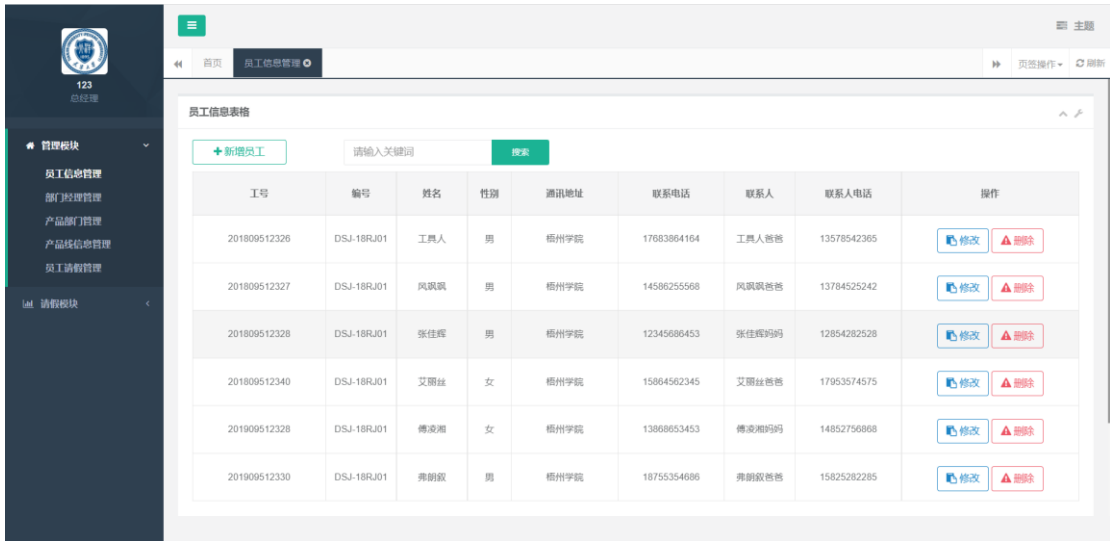 主题
首页 员工信息管理 页签操作 刷新
123
总经理
管理模块
员工信息管理
部门经理管理
产品部门管理
产品线信息管理
员工请假管理
请假模块
员工信息表格
新增员工 请输入关键词 搜索
工号 编号 姓名 性别 通讯地址 联系电话 联系人 联系人电话 操作
201809512326 DSJ-18RJ01 工具人 男 梧州学院 17683864164 工具人爸爸 13578542365 修改 删除
201809512327 DSJ-18RJ01 风飒飒 男 梧州学院 14586255568 风飒飒爸爸 13784525242 修改 删除
201809512328 DSJ-18RJ01 张佳辉 男 梧州学院 12345686453 张佳辉妈妈 12854282528 修改 删除
201809512340 DSJ-18RJ01 艾丽丝 女 梧州学院 15864562345 艾丽丝爸爸 17953574575 修改 删除
201909512328 DSJ-18RJ01 傅凌湘 女 梧州学院 13868653453 傅凌湘妈妈 14852756868 修改 删除
201909512330 DSJ-18RJ01 弗朗叙 男 梧州学院 18755354686 弗朗叙爸爸 15825282285 修改 删除